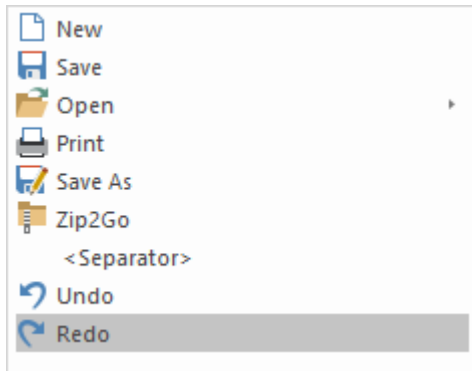 New
Save
Open
Print
Save As
Zip2Go
<Separator>
Undo
Redo